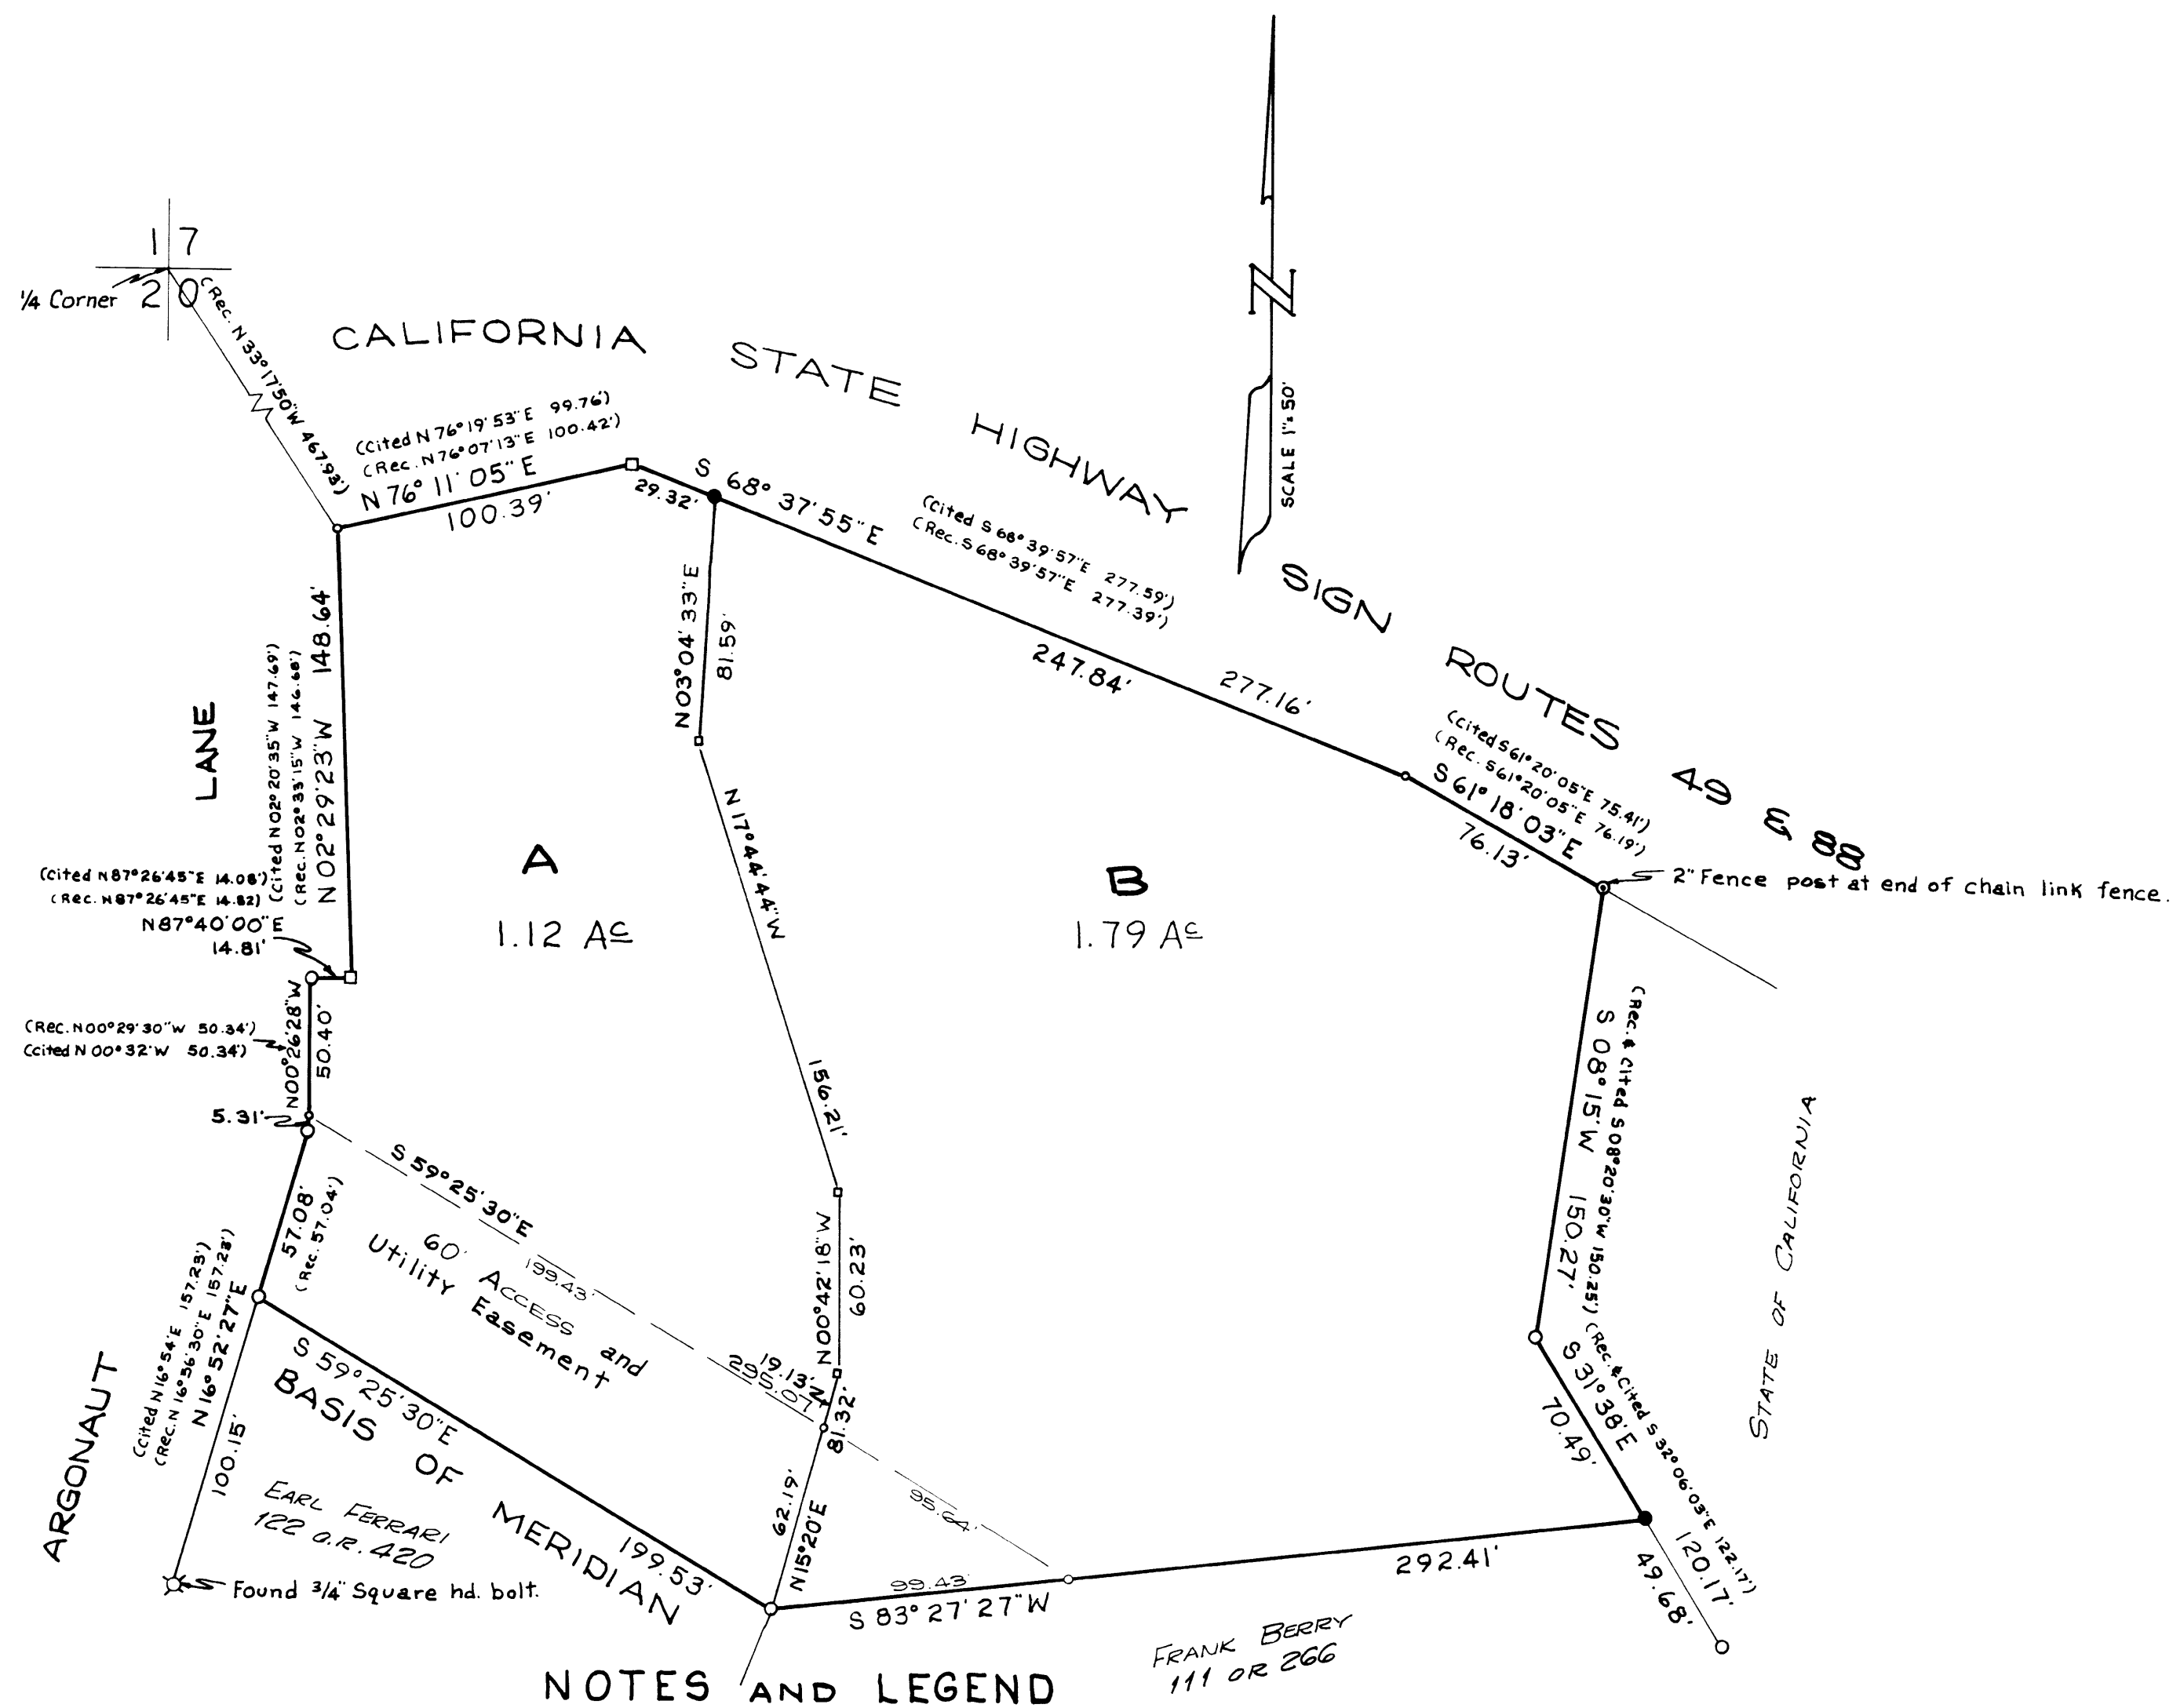 1 7
2 0
1/4 Corner
(Rec. N 33°17'50"W 467.93')
CALIFORNIA STATE HIGHWAY SIGN ROUTES 49 & 88
N
SCALE 1"=50'
(Cited N 76°19'53"E 99.76')
(Rec. N 76°07'13"E 100.42')
N 76° 11' 05" E
100.39'
29.32'
S 68° 37' 55" E
(Cited S 68° 39' 57"E 277.59')
(Rec. S 68° 39' 57"E 277.39')
247.84'
277.16'
(Cited S 61° 20' 05"E 75.41')
(Rec. S 61° 20' 05"E 76.19')
S 61° 18' 03" E
76.13'
2" Fence post at end of chain link fence.
N 03° 04' 33" E
81.59'
N 17° 44' 44" W
156.21'
N 00° 42' 18" W
60.23'
LANE
(Cited N 02° 20' 35"W 147.69')
(Rec. N 02° 33' 15"W 146.68')
N 02° 29' 23" W 148.64'
A
1.12 Ac
B
1.79 Ac
(Cited N 87° 26' 45"E 14.08')
(Rec. N 87° 26' 45"E 14.82)
N 87° 40' 00" E
14.81'
(Rec. N 00° 29' 30"W 50.34')
(Cited N 00° 32' W 50.34')
N 00° 26' 28" W
50.40'
5.31'
57.08'
(Rec. 57.04')
(Cited N 16° 54' E 157.23')
(Rec. N 16° 56' 30" E 157.23')
N 16° 52' 27" E
100.15'
ARGONAUT
S 59° 25' 30" E
199.43'
60' Access and
Utility Easement
19.13'
295.07'
81.32'
62.19'
N 15° 20' E
95.64'
S 59° 25' 30" E
199.53'
BASIS OF MERIDIAN
EARL FERRARI
122 O.R. 420
Found 3/4" Square hd. bolt.
99.43'
S 83° 27' 27" W
292.41'
FRANK BERRY
111 OR 266
(Rec. & Cited S 08° 20' 30"W 150.25')
S 08° 15' W 150.27'
(Rec. & Cited S 32° 06' 03"E 122.17')
S 31° 38' E
70.49'
120.17'
49.68'
STATE OF CALIFORNIA
NOTES AND LEGEND